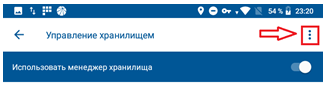 54 % 23:20
Управление хранилищем
Использовать менеджер хранилища